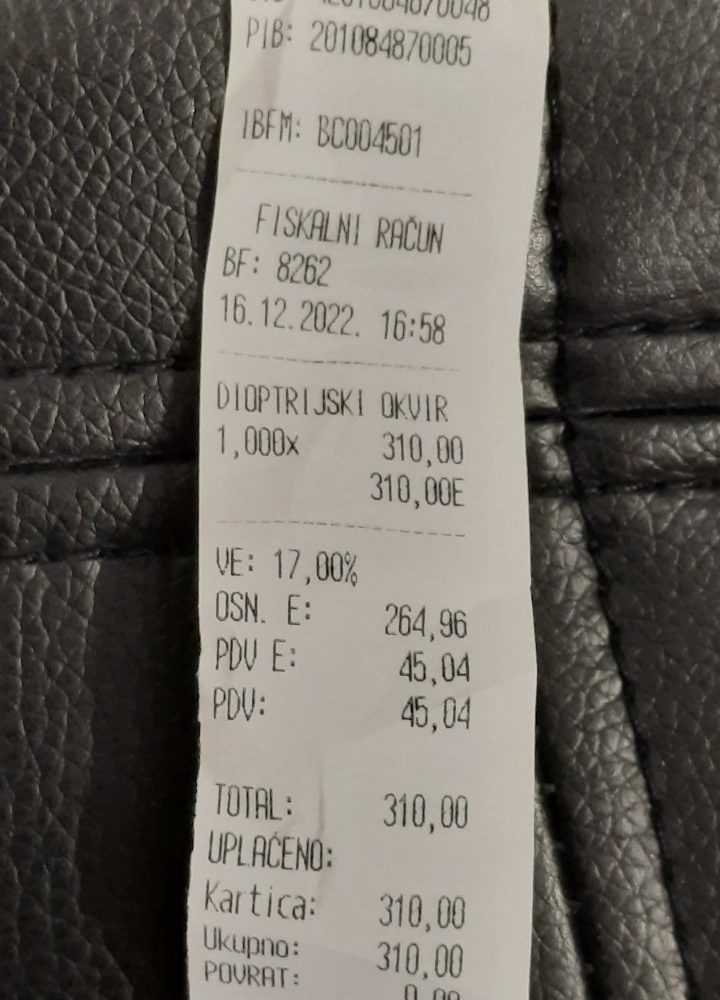 PIB: 201084870005
IBFM: BC004501
FISKALNI RAČUN
BF: 8262
16.12.2022. 16:58
DIOPTRIJSKI OKVIR
1,000x 310,00
310,00E
VE: 17,00%
OSN. E: 264,96
PDV E: 45,04
PDV: 45,04
TOTAL: 310,00
UPLAĆENO:
Kartica: 310,00
Ukupno: 310,00
POVRAT: 0,00